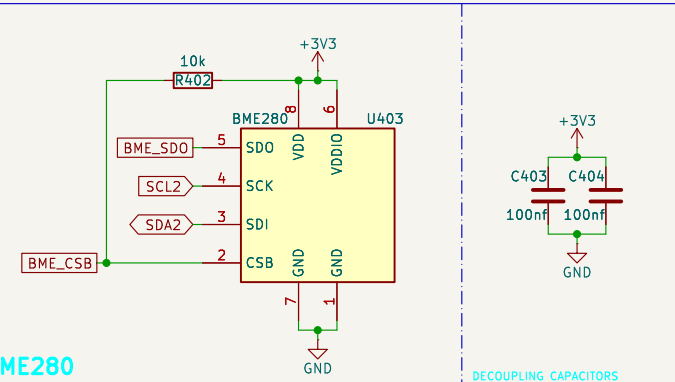 +3V3
10k
R402
BME280
U403
8
6
VDD
VDDIO
BME_SDO
5
SDO
SCL2
4
SCK
SDA2
3
SDI
BME_CSB
2
CSB
GND
GND
7
1
GND
ME280
+3V3
C403
C404
100nf
100nf
GND
DECOUPLING CAPACITORS